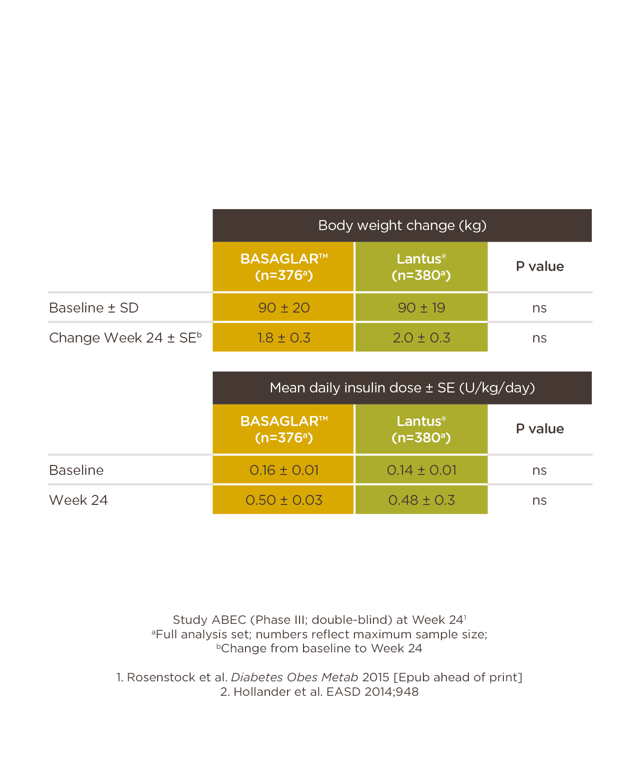 Body weight change (kg)
BASAGLAR™ (n=376ᵃ) Lantus® (n=380ᵃ) P value
Baseline ± SD 90 ± 20 90 ± 19 ns
Change Week 24 ± SEᵇ 1.8 ± 0.3 2.0 ± 0.3 ns
Mean daily insulin dose ± SE (U/kg/day)
BASAGLAR™ (n=376ᵃ) Lantus® (n=380ᵃ) P value
Baseline 0.16 ± 0.01 0.14 ± 0.01 ns
Week 24 0.50 ± 0.03 0.48 ± 0.3 ns
Study ABEC (Phase III; double-blind) at Week 24¹
ᵃFull analysis set; numbers reflect maximum sample size;
ᵇChange from baseline to Week 24
1. Rosenstock et al. Diabetes Obes Metab 2015 [Epub ahead of print]
2. Hollander et al. EASD 2014;948